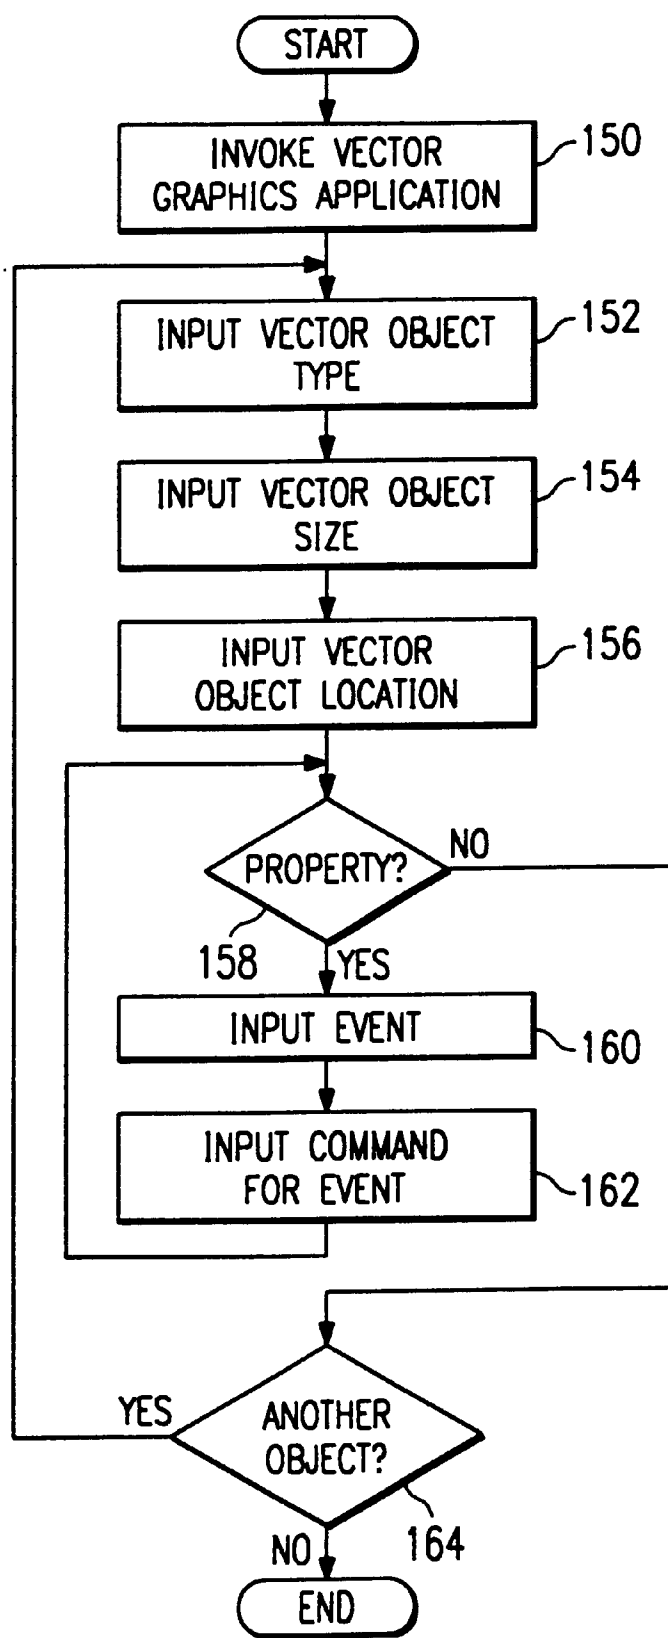 START
INVOKE VECTOR
GRAPHICS APPLICATION
150
INPUT VECTOR OBJECT
TYPE
152
INPUT VECTOR OBJECT
SIZE
154
INPUT VECTOR
OBJECT LOCATION
156
PROPERTY?
NO
158
YES
INPUT EVENT
160
INPUT COMMAND
FOR EVENT
162
YES
ANOTHER
OBJECT?
164
NO
END